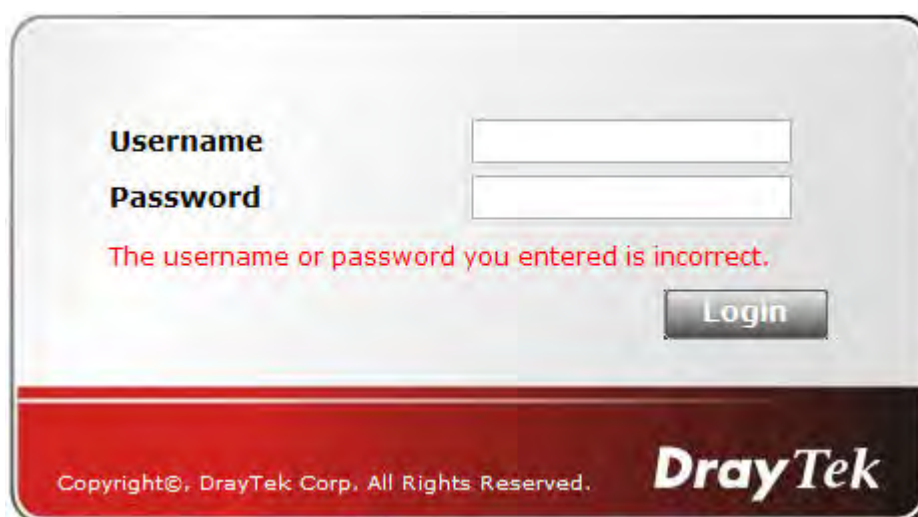 Username
Password
The username or password you entered is incorrect.
Login
Copyright©, DrayTek Corp. All Rights Reserved.
DrayTek